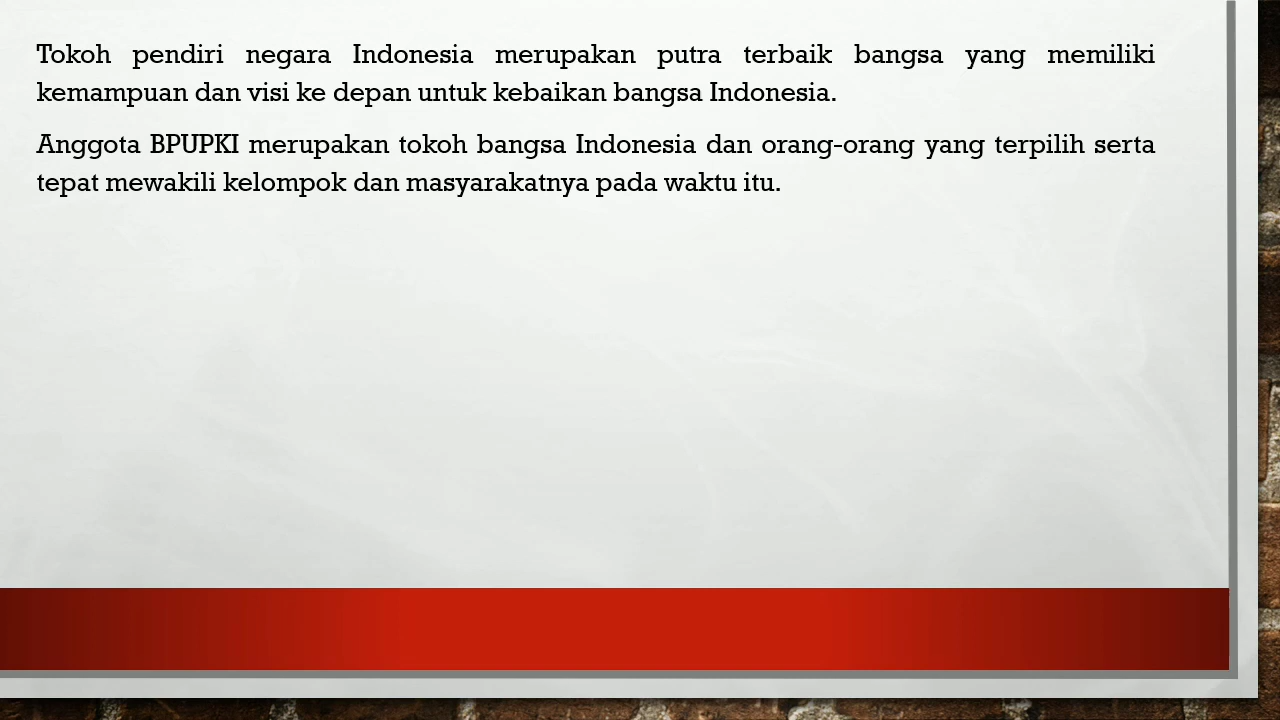 Tokoh pendiri negara Indonesia merupakan putra terbaik bangsa yang memiliki
kemampuan dan visi ke depan untuk kebaikan bangsa Indonesia.
Anggota BPUPKI merupakan tokoh bangsa Indonesia dan orang-orang yang terpilih serta
tepat mewakili kelompok dan masyarakatnya pada waktu itu.